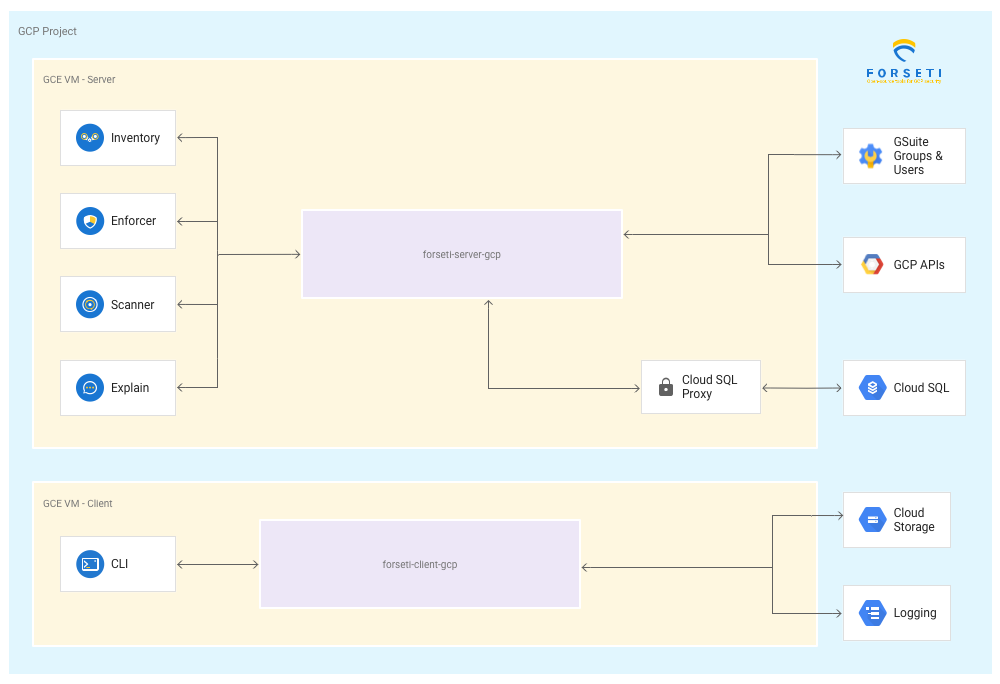 GCP Project
FORSETI
GCE VM - Server
Inventory
Enforcer
Scanner
Explain
forseti-server-gcp
Cloud SQL
Proxy
GSuite
Groups &
Users
GCP APIs
Cloud SQL
GCE VM - Client
CLI
forseti-client-gcp
Cloud
Storage
Logging